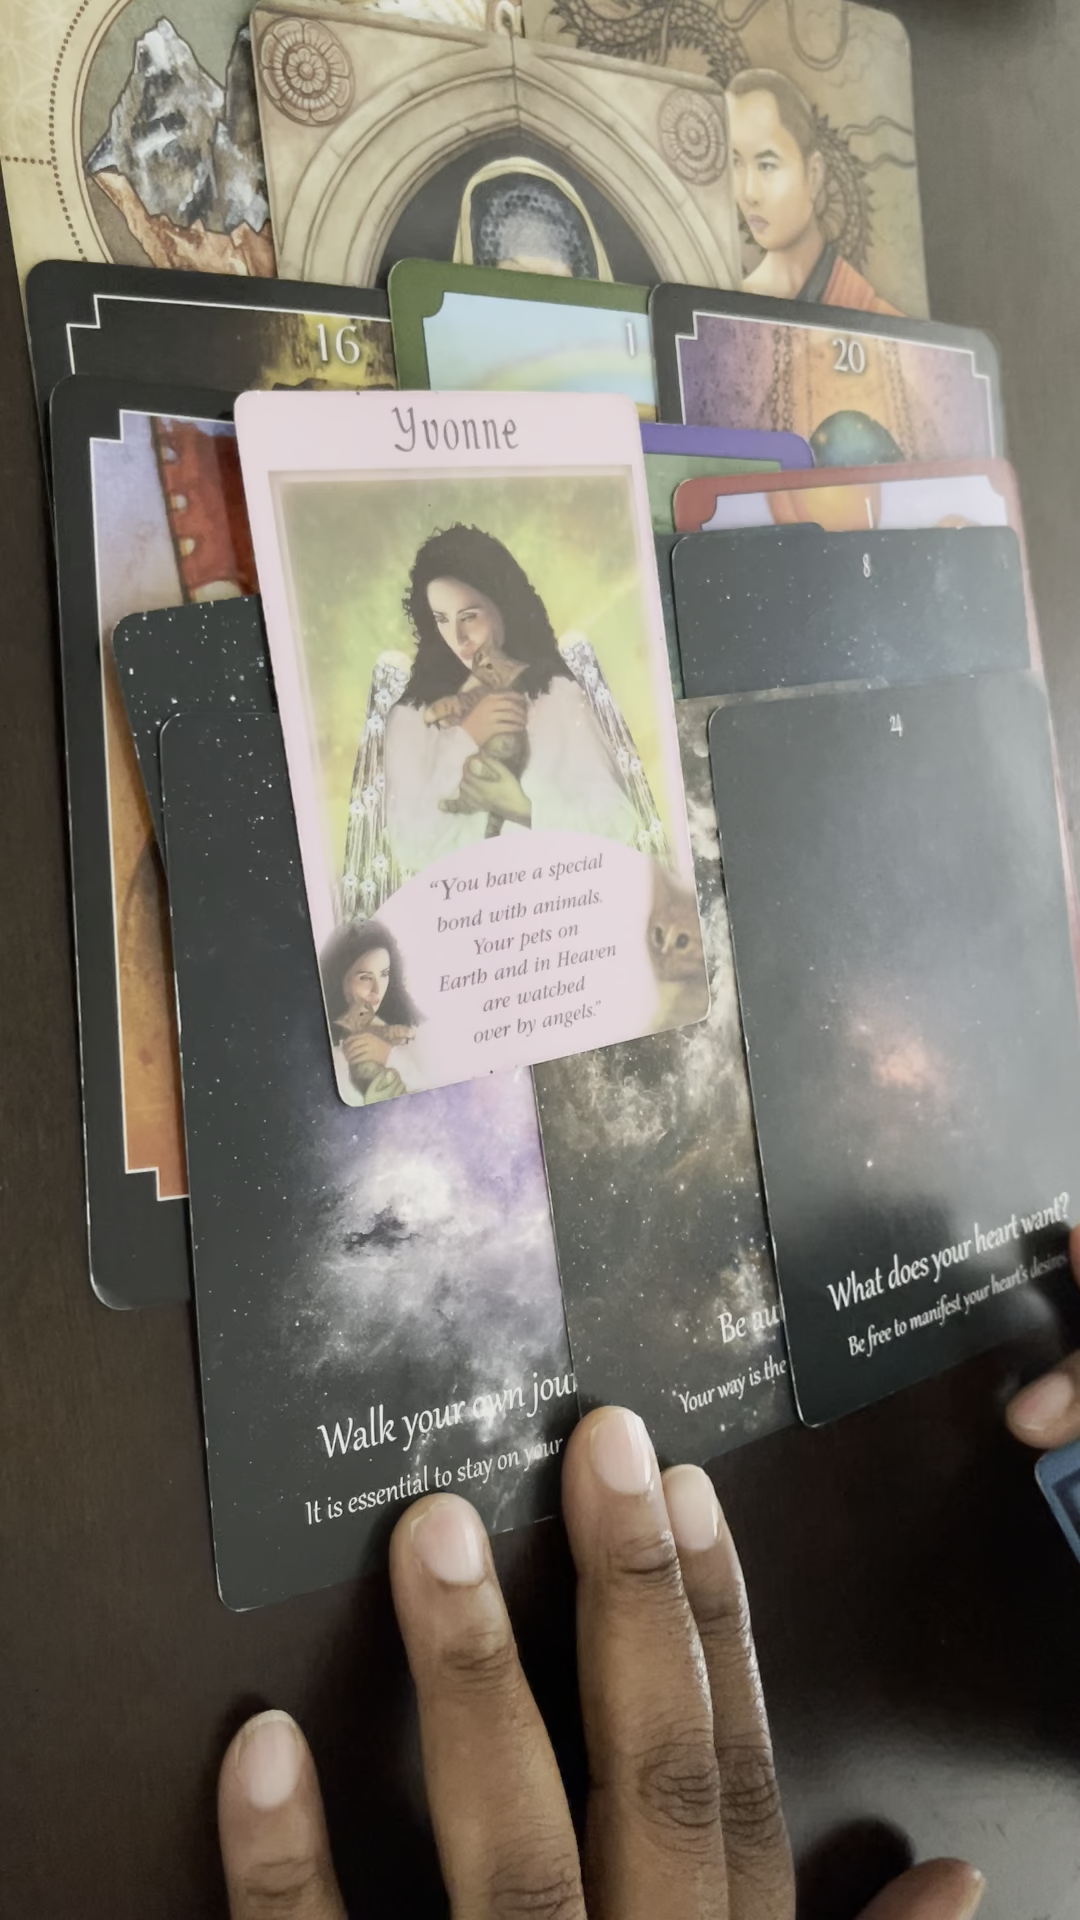 16
1
20
Yvonne
1
8
24
“You have a special
bond with animals.
Your pets on
Earth and in Heaven
are watched
over by angels.”
What does your heart want?
Be free to manifest your heart's desires
Be au
Your way is the
Walk your own jou
It is essential to stay on your